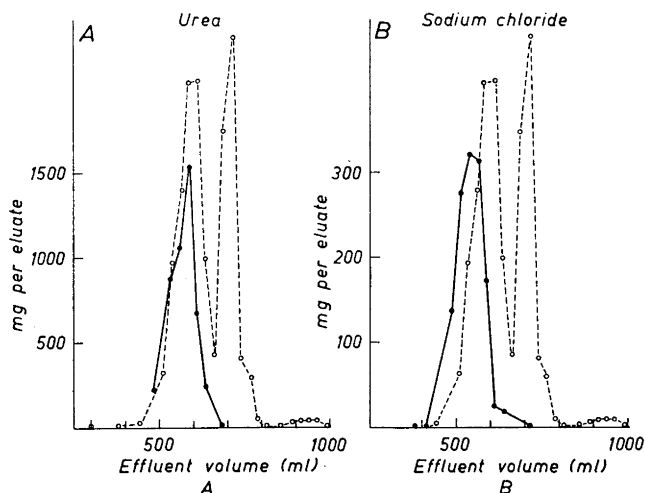 A
Urea
mg per eluate
1500
1000
500
500
1000
Effluent volume (ml)
A
B
Sodium chloride
mg per eluate
300
200
100
500
1000
Effluent volume (ml)
B